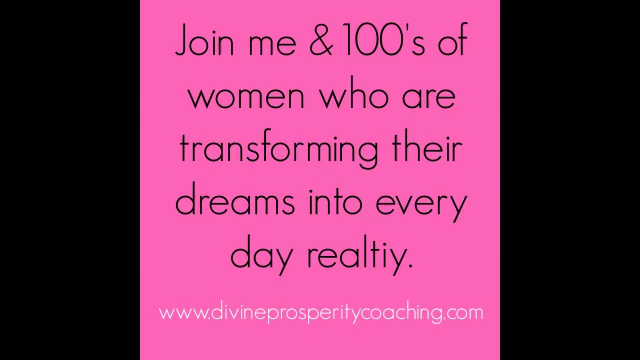 Join me & 100's of
women who are
transforming their
dreams into every
day realtiy.
www.divineprosperitycoaching.com